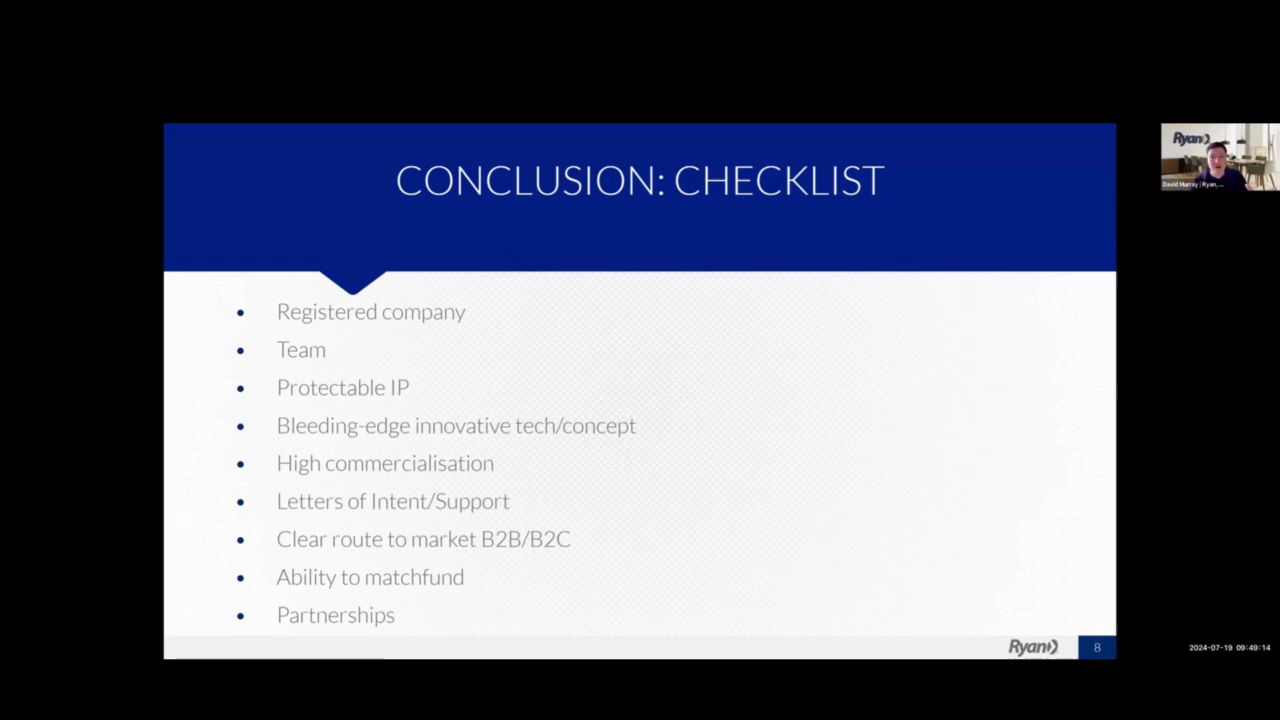 CONCLUSION: CHECKLIST
Ryan
David Murray | Ryan, ...
• Registered company
• Team
• Protectable IP
• Bleeding-edge innovative tech/concept
• High commercialisation
• Letters of Intent/Support
• Clear route to market B2B/B2C
• Ability to matchfund
• Partnerships
Ryan
8
2024-07-19 09:49:14